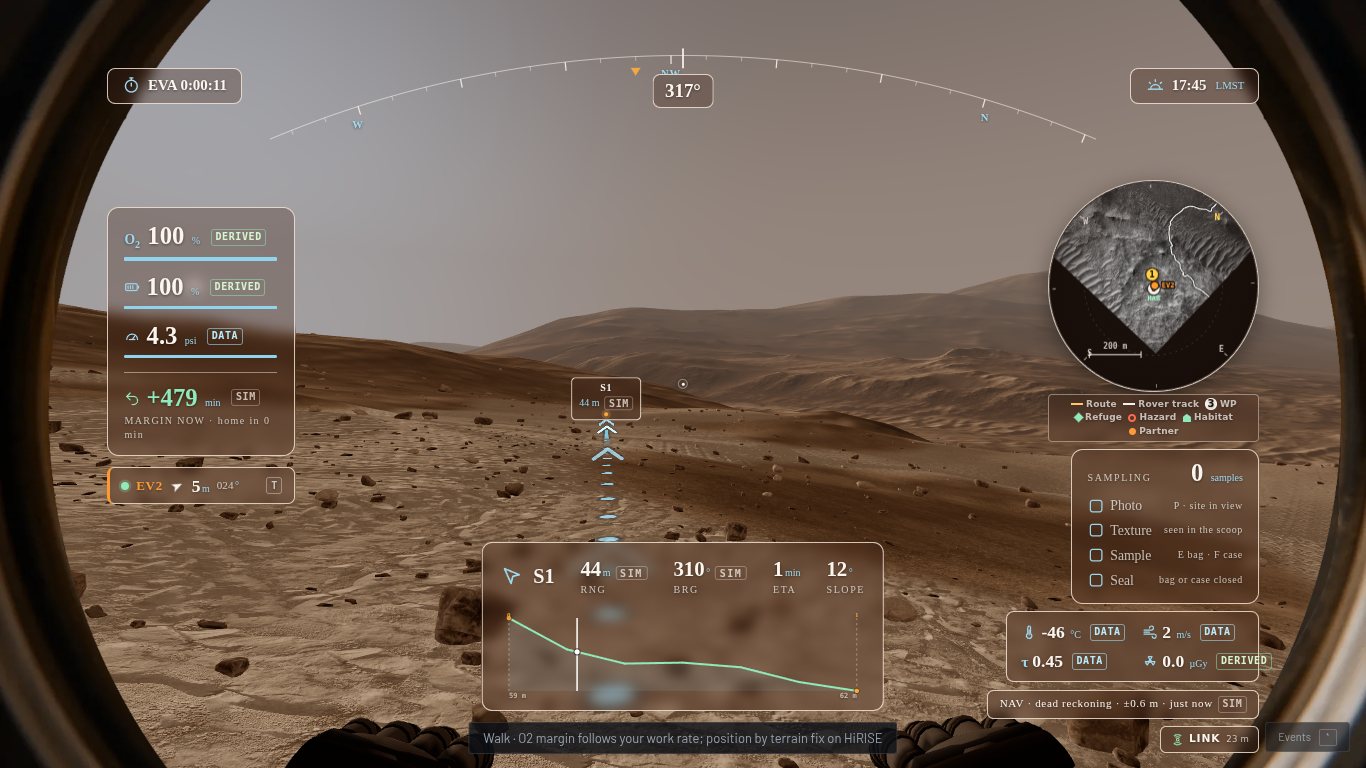 EVA 0:00:11
NW
317°
17:45 LMST
W
N
O2 100 % DERIVED
100 % DERIVED
4.3 psi DATA
+479 min SIM
MARGIN NOW · home in 0
min
EV2 5 m 024° T
S1
44 m SIM
W
N
1
EV2
HAB
200 m
S
E
Route Rover track 3 WP
Refuge Hazard Habitat
Partner
SAMPLING 0 samples
Photo P · site in view
Texture seen in the scoop
Sample E bag · F case
Seal bag or case closed
S1 44 m SIM 310° SIM 1 min 12°
RNG BRG ETA SLOPE
59 m 62 m
-46 °C DATA 2 m/s DATA
τ 0.45 DATA 0.0 µGy DERIVED
NAV · dead reckoning · ±0.6 m · just now SIM
LINK 23 m
Walk · O2 margin follows your work rate; position by terrain fix on HiRISE
Events